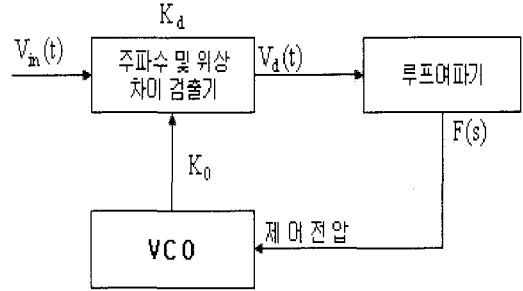 K_d
V_in(t)
주파수 및 위상
차이 검출기
V_d(t)
루프여파기
F(s)
K_0
제어전압
VCO